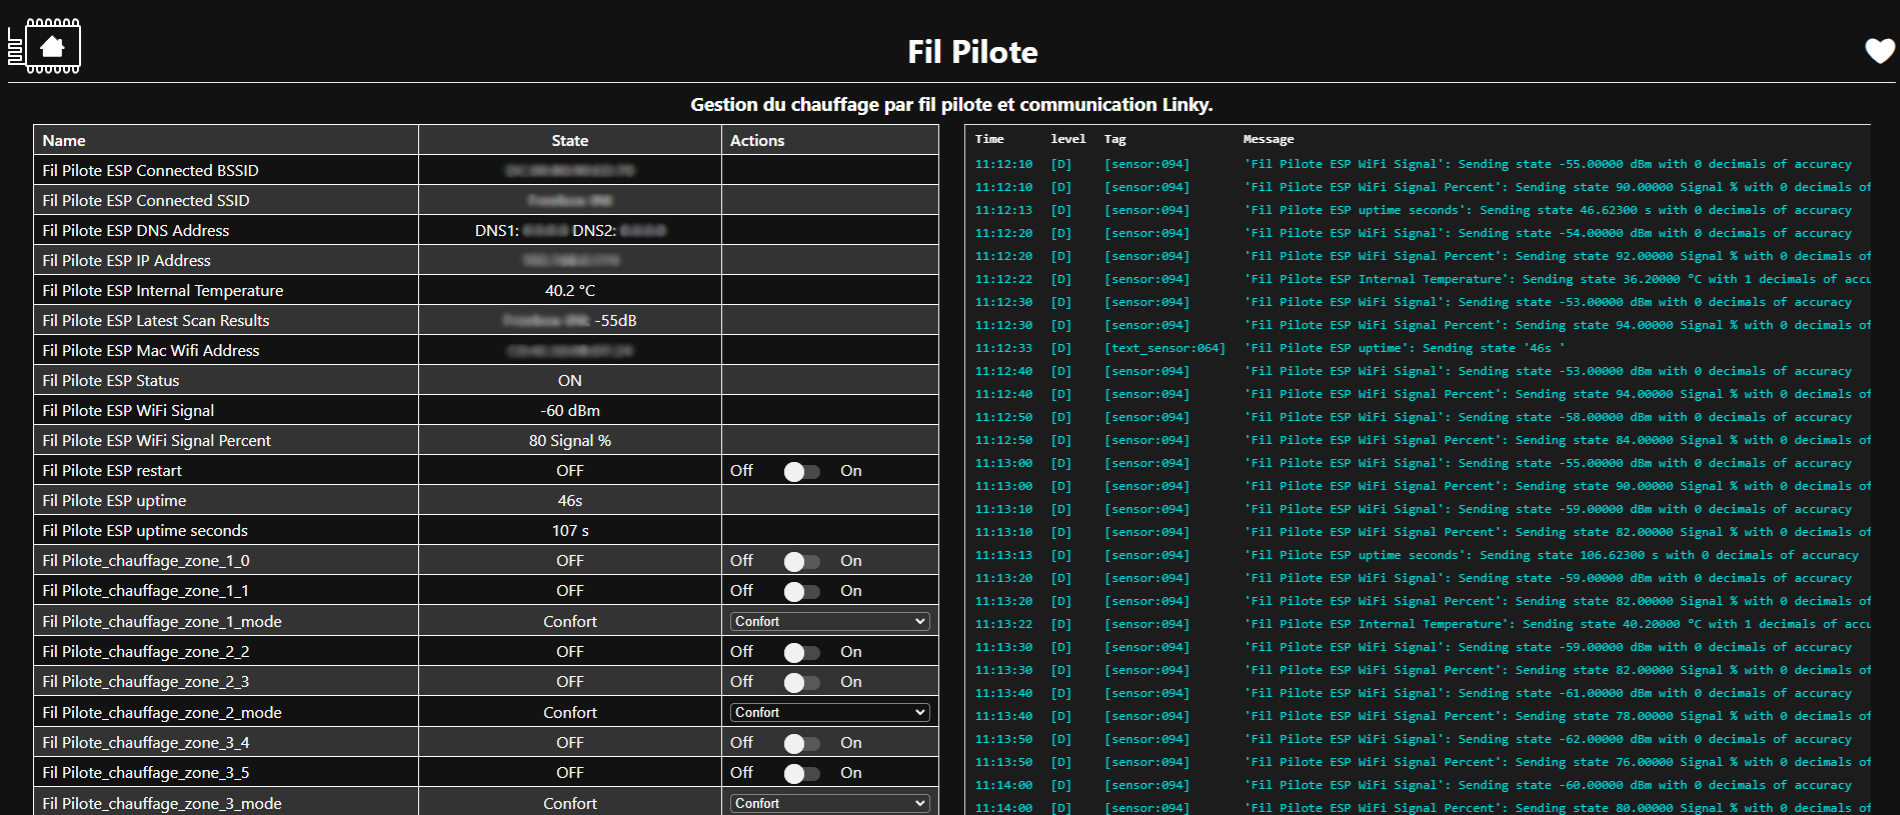 Fil Pilote
Gestion du chauffage par fil pilote et communication Linky.
Name State Actions
Fil Pilote ESP Connected BSSID
Fil Pilote ESP Connected SSID
Fil Pilote ESP DNS Address DNS1: DNS2:
Fil Pilote ESP IP Address
Fil Pilote ESP Internal Temperature 40.2 °C
Fil Pilote ESP Latest Scan Results -55dB
Fil Pilote ESP Mac Wifi Address
Fil Pilote ESP Status ON
Fil Pilote ESP WiFi Signal -60 dBm
Fil Pilote ESP WiFi Signal Percent 80 Signal %
Fil Pilote ESP restart OFF Off On
Fil Pilote ESP uptime 46s
Fil Pilote ESP uptime seconds 107 s
Fil Pilote_chauffage_zone_1_0 OFF Off On
Fil Pilote_chauffage_zone_1_1 OFF Off On
Fil Pilote_chauffage_zone_1_mode Confort Confort
Fil Pilote_chauffage_zone_2_2 OFF Off On
Fil Pilote_chauffage_zone_2_3 OFF Off On
Fil Pilote_chauffage_zone_2_mode Confort Confort
Fil Pilote_chauffage_zone_3_4 OFF Off On
Fil Pilote_chauffage_zone_3_5 OFF Off On
Fil Pilote_chauffage_zone_3_mode Confort Confort
Time level Tag Message
11:12:10 [D] [sensor:094] 'Fil Pilote ESP WiFi Signal': Sending state -55.00000 dBm with 0 decimals of accuracy
11:12:10 [D] [sensor:094] 'Fil Pilote ESP WiFi Signal Percent': Sending state 90.00000 Signal % with 0 decimals of
11:12:13 [D] [sensor:094] 'Fil Pilote ESP uptime seconds': Sending state 46.62300 s with 0 decimals of accuracy
11:12:20 [D] [sensor:094] 'Fil Pilote ESP WiFi Signal': Sending state -54.00000 dBm with 0 decimals of accuracy
11:12:20 [D] [sensor:094] 'Fil Pilote ESP WiFi Signal Percent': Sending state 92.00000 Signal % with 0 decimals of
11:12:22 [D] [sensor:094] 'Fil Pilote ESP Internal Temperature': Sending state 36.20000 °C with 1 decimals of accu
11:12:30 [D] [sensor:094] 'Fil Pilote ESP WiFi Signal': Sending state -53.00000 dBm with 0 decimals of accuracy
11:12:30 [D] [sensor:094] 'Fil Pilote ESP WiFi Signal Percent': Sending state 94.00000 Signal % with 0 decimals of
11:12:33 [D] [text_sensor:064] 'Fil Pilote ESP uptime': Sending state '46s '
11:12:40 [D] [sensor:094] 'Fil Pilote ESP WiFi Signal': Sending state -53.00000 dBm with 0 decimals of accuracy
11:12:40 [D] [sensor:094] 'Fil Pilote ESP WiFi Signal Percent': Sending state 94.00000 Signal % with 0 decimals of
11:12:50 [D] [sensor:094] 'Fil Pilote ESP WiFi Signal': Sending state -58.00000 dBm with 0 decimals of accuracy
11:12:50 [D] [sensor:094] 'Fil Pilote ESP WiFi Signal Percent': Sending state 84.00000 Signal % with 0 decimals of
11:13:00 [D] [sensor:094] 'Fil Pilote ESP WiFi Signal': Sending state -55.00000 dBm with 0 decimals of accuracy
11:13:00 [D] [sensor:094] 'Fil Pilote ESP WiFi Signal Percent': Sending state 90.00000 Signal % with 0 decimals of
11:13:10 [D] [sensor:094] 'Fil Pilote ESP WiFi Signal': Sending state -59.00000 dBm with 0 decimals of accuracy
11:13:10 [D] [sensor:094] 'Fil Pilote ESP WiFi Signal Percent': Sending state 82.00000 Signal % with 0 decimals of
11:13:13 [D] [sensor:094] 'Fil Pilote ESP uptime seconds': Sending state 106.62300 s with 0 decimals of accuracy
11:13:20 [D] [sensor:094] 'Fil Pilote ESP WiFi Signal': Sending state -59.00000 dBm with 0 decimals of accuracy
11:13:20 [D] [sensor:094] 'Fil Pilote ESP WiFi Signal Percent': Sending state 82.00000 Signal % with 0 decimals of
11:13:22 [D] [sensor:094] 'Fil Pilote ESP Internal Temperature': Sending state 40.20000 °C with 1 decimals of accu
11:13:30 [D] [sensor:094] 'Fil Pilote ESP WiFi Signal': Sending state -59.00000 dBm with 0 decimals of accuracy
11:13:30 [D] [sensor:094] 'Fil Pilote ESP WiFi Signal Percent': Sending state 82.00000 Signal % with 0 decimals of
11:13:40 [D] [sensor:094] 'Fil Pilote ESP WiFi Signal': Sending state -61.00000 dBm with 0 decimals of accuracy
11:13:40 [D] [sensor:094] 'Fil Pilote ESP WiFi Signal Percent': Sending state 78.00000 Signal % with 0 decimals of
11:13:50 [D] [sensor:094] 'Fil Pilote ESP WiFi Signal': Sending state -62.00000 dBm with 0 decimals of accuracy
11:13:50 [D] [sensor:094] 'Fil Pilote ESP WiFi Signal Percent': Sending state 76.00000 Signal % with 0 decimals of
11:14:00 [D] [sensor:094] 'Fil Pilote ESP WiFi Signal': Sending state -60.00000 dBm with 0 decimals of accuracy
11:14:00 [D] [sensor:094] 'Fil Pilote ESP WiFi Signal Percent': Sending state 80.00000 Signal % with 0 decimals of